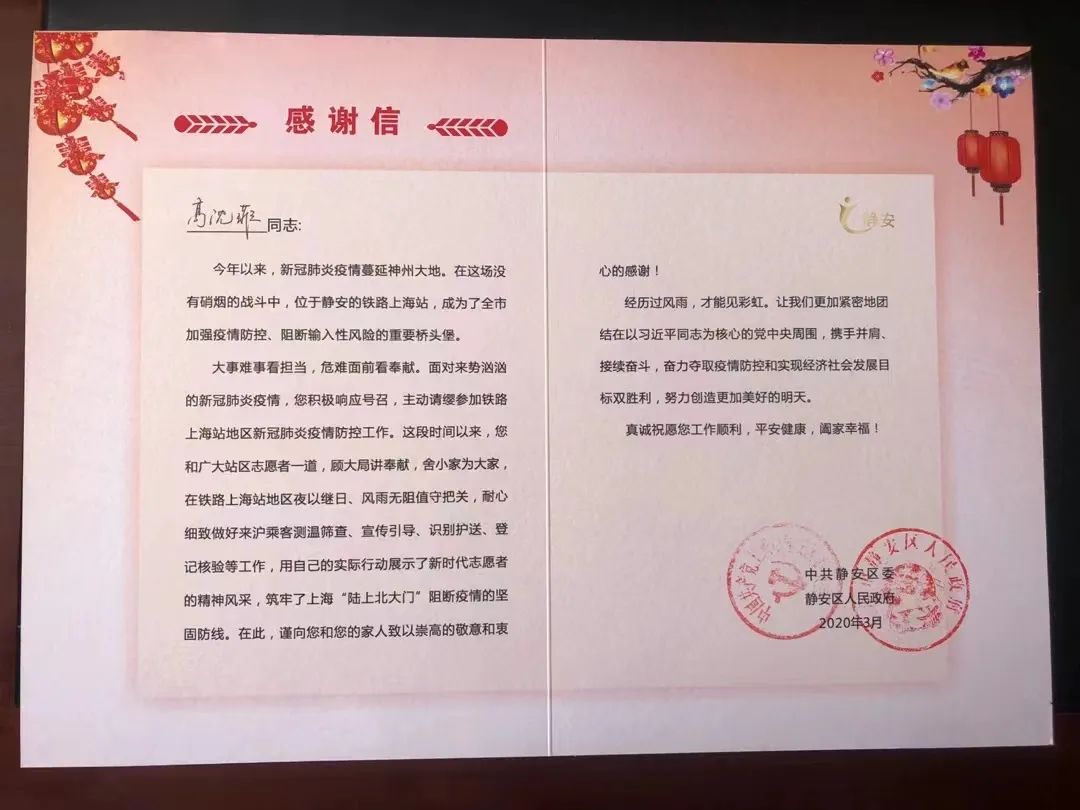 感谢信
高沈菲同志:
今年以来，新冠肺炎疫情蔓延神州大地。在这场没
有硝烟的战斗中，位于静安的铁路上海站，成为了全市
加强疫情防控、阻断输入性风险的重要桥头堡。
大事难事看担当，危难面前看奉献。面对来势汹汹
的新冠肺炎疫情，您积极响应号召，主动请缨参加铁路
上海站地区新冠肺炎疫情防控工作。这段时间以来，您
和广大站区志愿者一道，顾大局讲奉献，舍小家为大家，
在铁路上海站地区夜以继日、风雨无阻值守把关，耐心
细致做好来沪乘客测温筛查、宣传引导、识别护送、登
记核验等工作，用自己的实际行动展示了新时代志愿者
的精神风采，筑牢了上海“陆上北大门”阻断疫情的坚
固防线。在此，谨向您和您的家人致以崇高的敬意和衷
静安
心的感谢！
经历过风雨，才能见彩虹。让我们更加紧密地团
结在以习近平同志为核心的党中央周围，携手并肩、
接续奋斗，奋力夺取疫情防控和实现经济社会发展目
标双胜利，努力创造更加美好的明天。
真诚祝愿您工作顺利，平安健康，阖家幸福！
中共静安区委
静安区人民政府
2020年3月